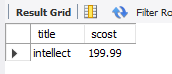 Result Grid Filter Ro
title scost
intellect 199.99